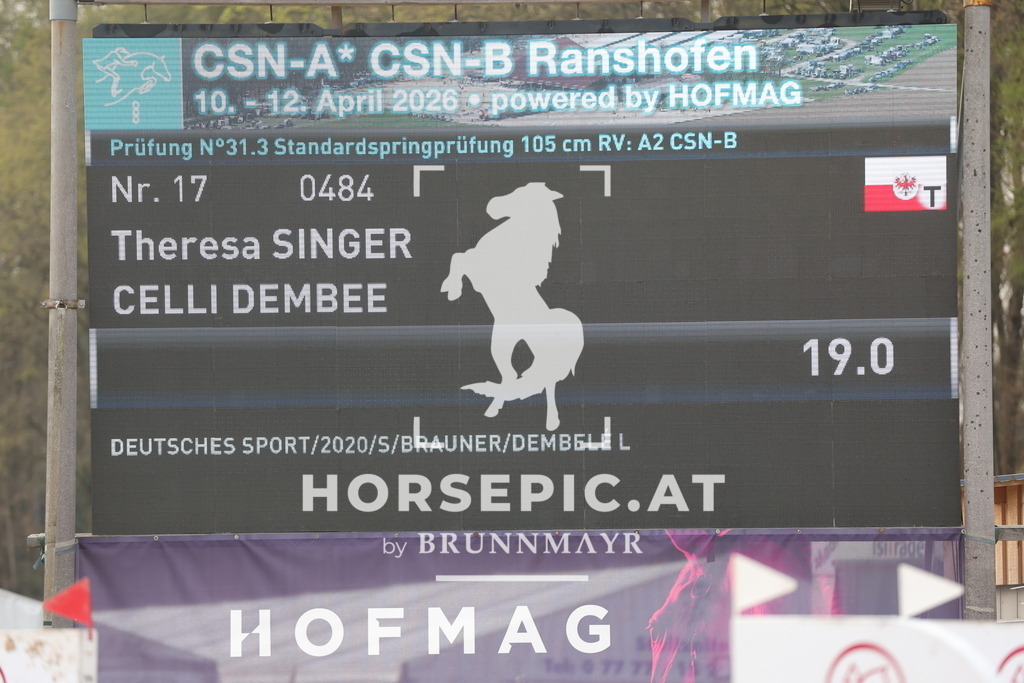 CSN-A* CSN-B Ranshofen
10. - 12. April 2026 • powered by HOFMAG
Prüfung N°31.3 Standardspringprüfung 105 cm RV: A2 CSN-B
Nr. 17 0484
T
Theresa SINGER
CELLI DEMBEE
19.0
DEUTSCHES SPORT/2020/S/BRAUNER/DEMBELE L
HORSEPIC.AT
by BRUNNMAYR
HOFMAG